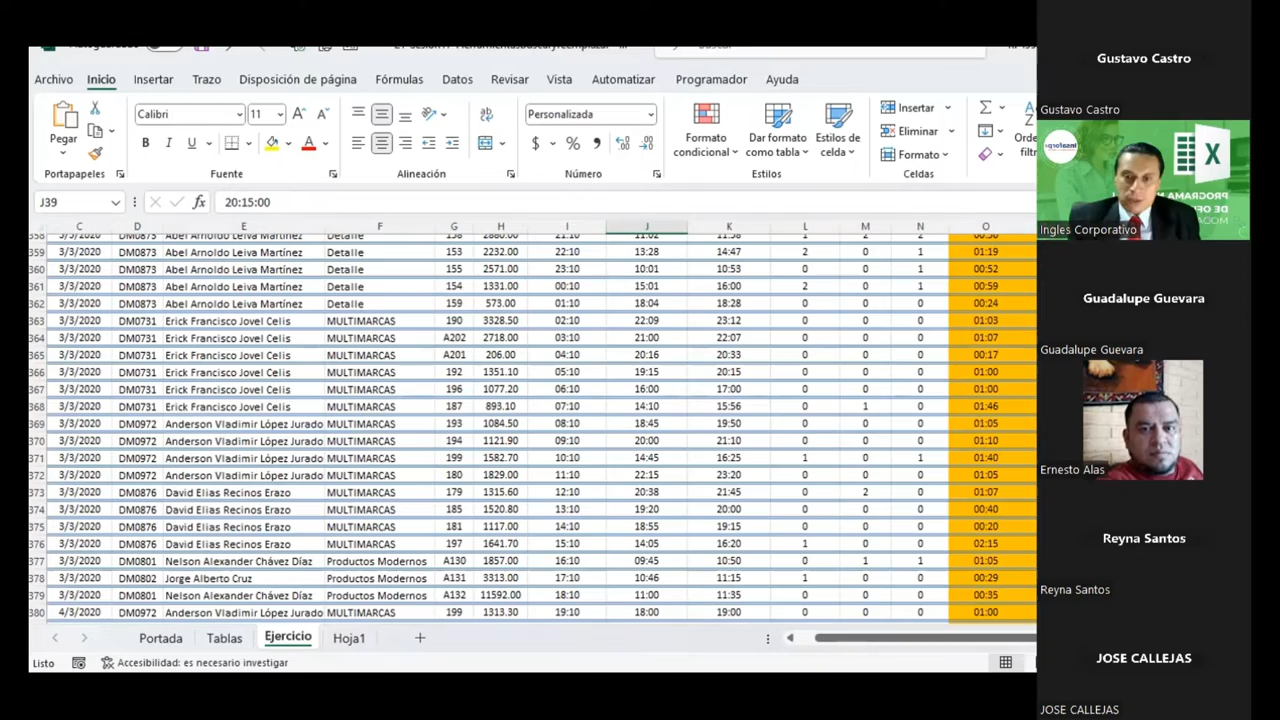 Archivo Inicio Insertar Trazo Disposición de página Fórmulas Datos Revisar Vista Automatizar Programador Ayuda
Pegar
Calibri 11
N K S
Personalizada
$ %
Formato condicional
Dar formato como tabla
Estilos de celda
Insertar
Eliminar
Formato
Portapapeles Fuente Alineación Número Estilos Celdas
J39 fx 20:15:00
C D E F G H I J K L M N O
359 3/3/2020 DM0873 Abel Arnoldo Leiva Martínez Detalle 153 2232.00 22:10 13:28 14:47 2 0 1 01:19
360 3/3/2020 DM0873 Abel Arnoldo Leiva Martínez Detalle 155 2571.00 23:10 10:01 10:53 0 0 1 00:52
361 3/3/2020 DM0873 Abel Arnoldo Leiva Martínez Detalle 154 1331.00 00:10 15:01 16:00 2 0 1 00:59
362 3/3/2020 DM0873 Abel Arnoldo Leiva Martínez Detalle 159 573.00 01:10 18:04 18:28 0 0 0 00:24
363 3/3/2020 DM0731 Erick Francisco Jovel Celis MULTIMARCAS 190 3328.50 02:10 22:09 23:12 0 0 0 01:03
364 3/3/2020 DM0731 Erick Francisco Jovel Celis MULTIMARCAS A202 2718.00 03:10 21:00 22:07 0 0 0 01:07
365 3/3/2020 DM0731 Erick Francisco Jovel Celis MULTIMARCAS A201 206.00 04:10 20:16 20:33 0 0 0 00:17
366 3/3/2020 DM0731 Erick Francisco Jovel Celis MULTIMARCAS 192 1351.10 05:10 19:15 20:15 0 0 0 01:00
367 3/3/2020 DM0731 Erick Francisco Jovel Celis MULTIMARCAS 196 1077.20 06:10 16:00 17:00 0 0 0 01:00
368 3/3/2020 DM0731 Erick Francisco Jovel Celis MULTIMARCAS 187 893.10 07:10 14:10 15:56 0 1 0 01:46
369 3/3/2020 DM0972 Anderson Vladimir López Jurado MULTIMARCAS 193 1084.50 08:10 18:45 19:50 0 0 0 01:05
370 3/3/2020 DM0972 Anderson Vladimir López Jurado MULTIMARCAS 194 1121.90 09:10 20:00 21:10 0 0 0 01:10
371 3/3/2020 DM0972 Anderson Vladimir López Jurado MULTIMARCAS 199 1582.70 10:10 14:45 16:25 1 0 1 01:40
372 3/3/2020 DM0972 Anderson Vladimir López Jurado MULTIMARCAS 180 1829.00 11:10 22:15 23:20 0 0 0 01:05
373 3/3/2020 DM0876 David Elias Recinos Erazo MULTIMARCAS 179 1315.60 12:10 20:38 21:45 0 2 0 01:07
374 3/3/2020 DM0876 David Elias Recinos Erazo MULTIMARCAS 185 1520.80 13:10 19:20 20:00 0 0 0 00:40
375 3/3/2020 DM0876 David Elias Recinos Erazo MULTIMARCAS 181 1117.00 14:10 18:55 19:15 0 0 0 00:20
376 3/3/2020 DM0876 David Elias Recinos Erazo MULTIMARCAS 197 1641.70 15:10 14:05 16:20 1 0 0 02:15
377 3/3/2020 DM0801 Nelson Alexander Chávez Díaz Productos Modernos A130 1857.00 16:10 09:45 10:50 0 1 1 01:05
378 3/3/2020 DM0802 Jorge Alberto Cruz Productos Modernos A131 3313.00 17:10 10:46 11:15 1 0 0 00:29
379 3/3/2020 DM0801 Nelson Alexander Chávez Díaz Productos Modernos A132 11592.00 18:10 11:00 11:35 0 0 0 00:35
380 4/3/2020 DM0972 Anderson Vladimir López Jurado MULTIMARCAS 199 1313.30 19:10 18:00 19:00 0 0 0 01:00
Portada Tablas Ejercicio Hoja1
Listo Accesibilidad: es necesario investigar
Gustavo Castro
Gustavo Castro
Ingles Corporativo
Guadalupe Guevara
Guadalupe Guevara
Ernesto Alas
Reyna Santos
Reyna Santos
JOSE CALLEJAS
JOSE CALLEJAS